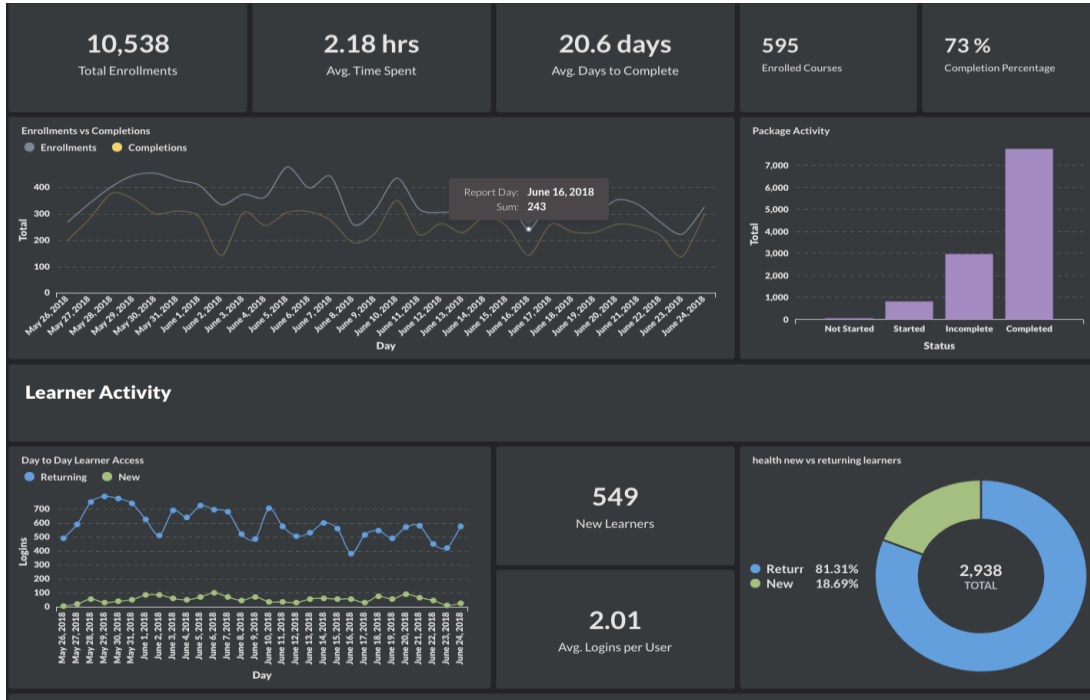 10,538
Total Enrollments
2.18 hrs
Avg. Time Spent
20.6 days
Avg. Days to Complete
595
Enrolled Courses
73 %
Completion Percentage
Enrollments vs Completions
Enrollments Completions
400
300
200
100
0
Total
Report Day: June 16, 2018
Sum: 243
May 26, 2018
May 27, 2018
May 28, 2018
May 29, 2018
May 30, 2018
May 31, 2018
June 1, 2018
June 2, 2018
June 3, 2018
June 4, 2018
June 5, 2018
June 6, 2018
June 7, 2018
June 8, 2018
June 9, 2018
June 10, 2018
June 11, 2018
June 12, 2018
June 13, 2018
June 14, 2018
June 15, 2018
June 16, 2018
June 17, 2018
June 18, 2018
June 19, 2018
June 20, 2018
June 21, 2018
June 22, 2018
June 23, 2018
June 24, 2018
Day
Package Activity
7,000
6,000
5,000
4,000
3,000
2,000
1,000
0
Total
Not Started Started Incomplete Completed
Status
Learner Activity
Day to Day Learner Access
Returning New
700
600
500
400
300
200
100
0
Logins
May 26, 2018
May 27, 2018
May 28, 2018
May 29, 2018
May 30, 2018
May 31, 2018
June 1, 2018
June 2, 2018
June 3, 2018
June 4, 2018
June 5, 2018
June 6, 2018
June 7, 2018
June 8, 2018
June 9, 2018
June 10, 2018
June 11, 2018
June 12, 2018
June 13, 2018
June 14, 2018
June 15, 2018
June 16, 2018
June 17, 2018
June 18, 2018
June 19, 2018
June 20, 2018
June 21, 2018
June 22, 2018
June 23, 2018
June 24, 2018
Day
549
New Learners
2.01
Avg. Logins per User
health new vs returning learners
Returr 81.31%
New 18.69%
2,938
TOTAL